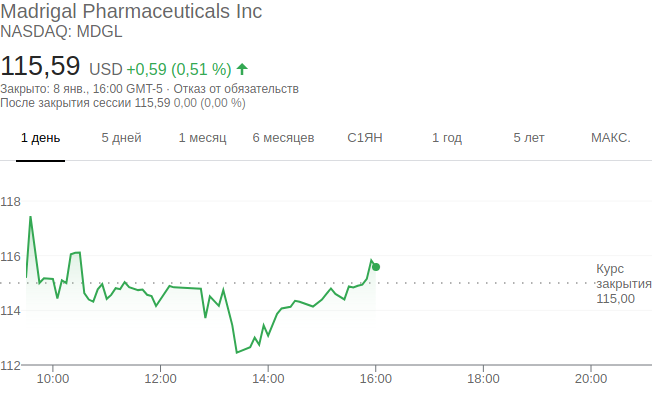 Madrigal Pharmaceuticals Inc
NASDAQ: MDGL
115,59 USD +0,59 (0,51 %)
Закрыто: 8 янв., 16:00 GMT-5 · Отказ от обязательств
После закрытия сессии 115,59 0,00 (0,00 %)
1 день 5 дней 1 месяц 6 месяцев С1ЯН 1 год 5 лет МАКС.
118
116
114
112
Курс
закрытия
115,00
10:00 12:00 14:00 16:00 18:00 20:00